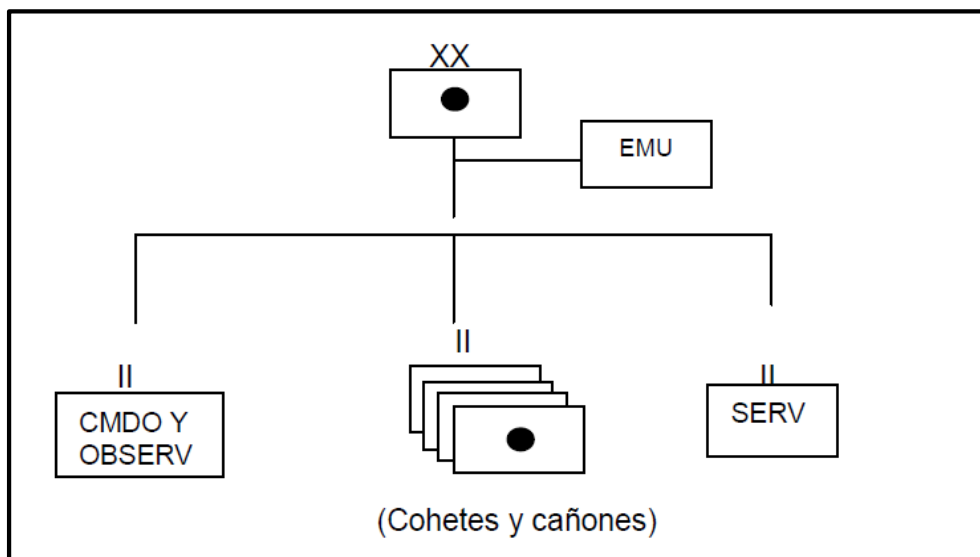 XX
EMU
II
II
II
CMDO Y
OBSERV
SERV
(Cohetes y cañones)